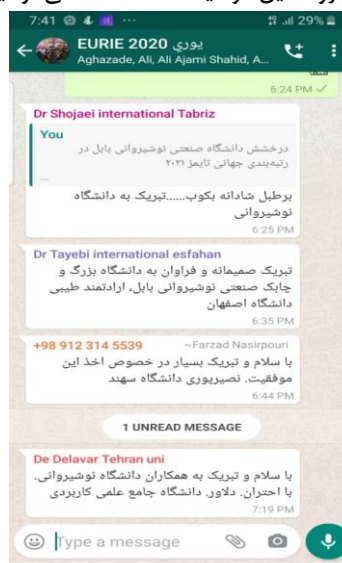 7:41
29%
یوري EURIE 2020
Aghazade, Ali, Ali Ajami Shahid, A...
6:24 PM
Dr Shojaei international Tabriz
You
درخشش دانشگاه صنعتی نوشیروانی بابل در
رتبه‌بندی جهانی تایمز ۲۰۲۱
...
برطبل شادانه بکوب......تبریک به دانشگاه
نوشیروانی
6:25 PM
Dr Tayebi international esfahan
تبریک صمیمانه و فراوان به دانشگاه بزرگ و
چابک صنعتی نوشیروانی بابل، ارادتمند طیبی
دانشگاه اصفهان
6:35 PM
+98 912 314 5539 ~Farzad Nasirpouri
با سلام و تبریک بسیار در خصوص اخذ این
موفقیت. نصیرپوری دانشگاه سهند
6:44 PM
1 UNREAD MESSAGE
De Delavar Tehran uni
با سلام و تبریک به همکاران دانشگاه نوشیروانی.
با احتران. دلاور. دانشگاه جامع علمی کاربردی
7:19 PM
Type a message